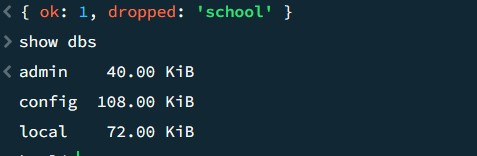 { ok: 1, dropped: 'school' }
> show dbs
< admin 40.00 KiB
config 108.00 KiB
local 72.00 KiB